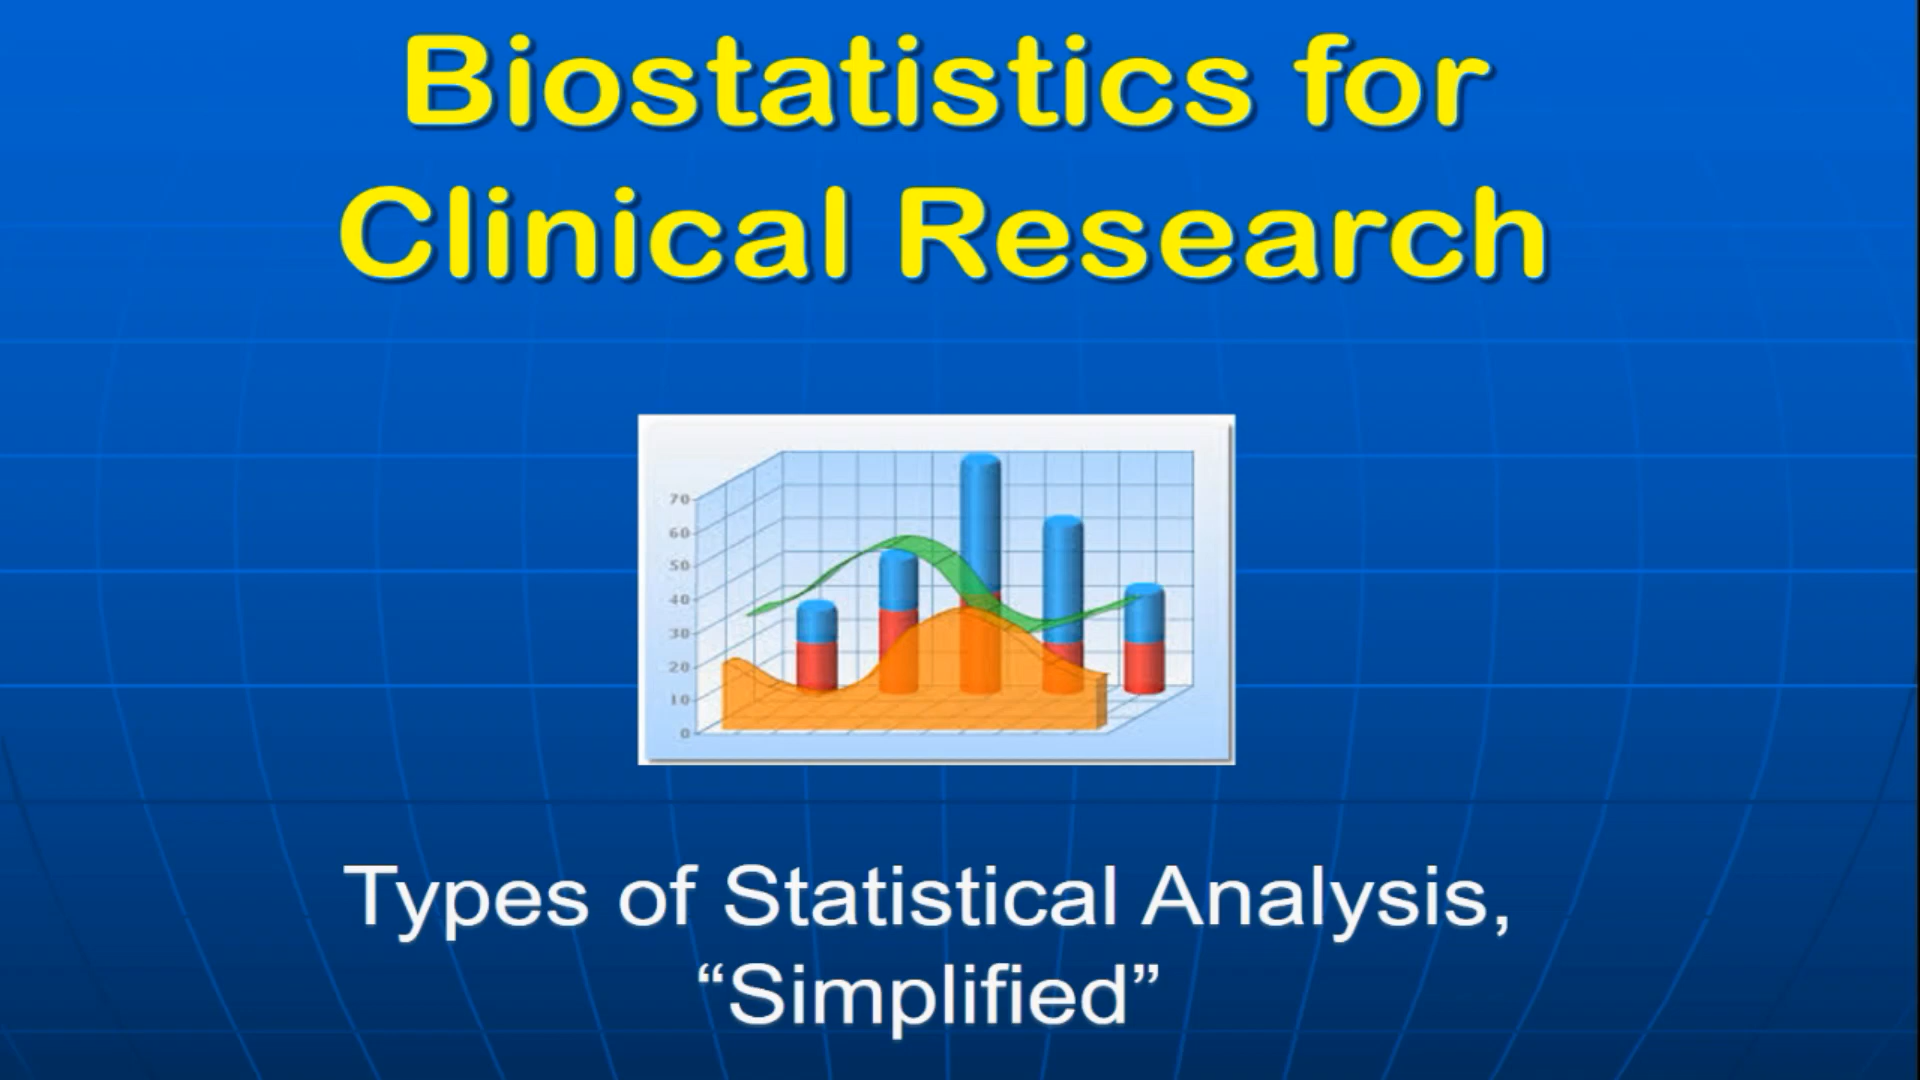 Biostatistics for
Clinical Research
70
60
50
40
30
20
10
0
Types of Statistical Analysis,
“Simplified”